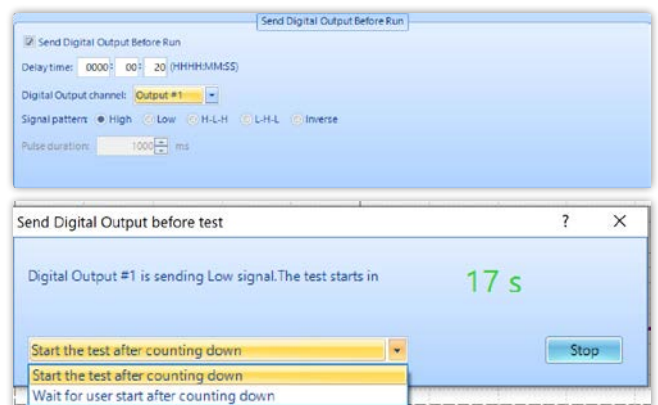 Send Digital Output Before Run
Send Digital Output Before Run
Delay time: 0000 00 20 (HHHH:MM:SS)
Digital Output channel: Output #1
Signal pattern: High Low H-L-H L-H-L Inverse
Pulse duration: 1000 ms
Send Digital Output before test ? X
Digital Output #1 is sending Low signal.The test starts in 17 s
Start the test after counting down Stop
Start the test after counting down
Wait for user start after counting down